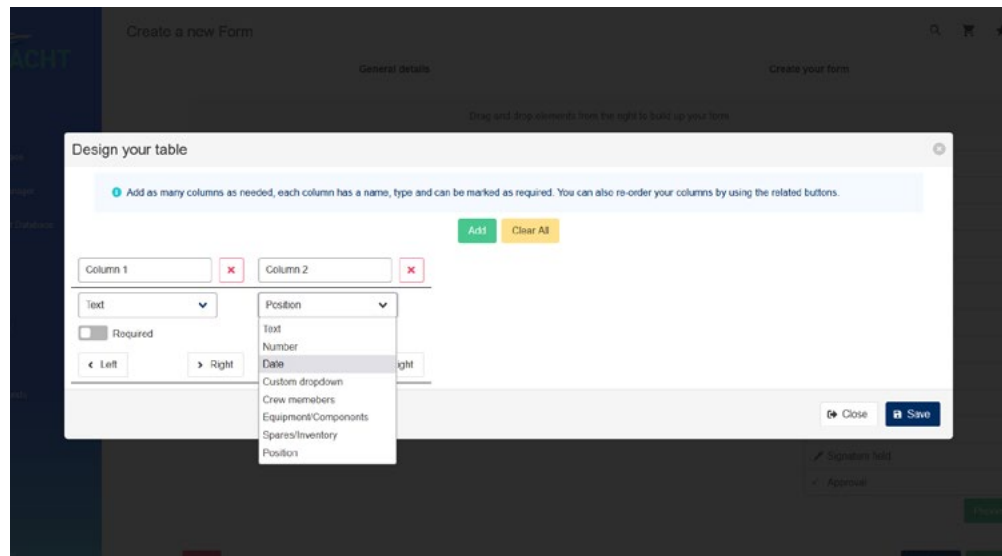 ACHT
Create a new Form
General details
Create your form
Drag and drop elements from the right to build up your form
Design your table
Add as many columns as needed, each column has a name, type and can be marked as required. You can also re-order your columns by using the related buttons.
Add
Clear All
Column 1
Column 2
Text
Position
Required
Text
Number
Left
Right
Date
ight
Custom dropdown
Crew memebers
Equipment/Compononts
Spares/Inventory
Position
Close
Save
Signature field
Approval